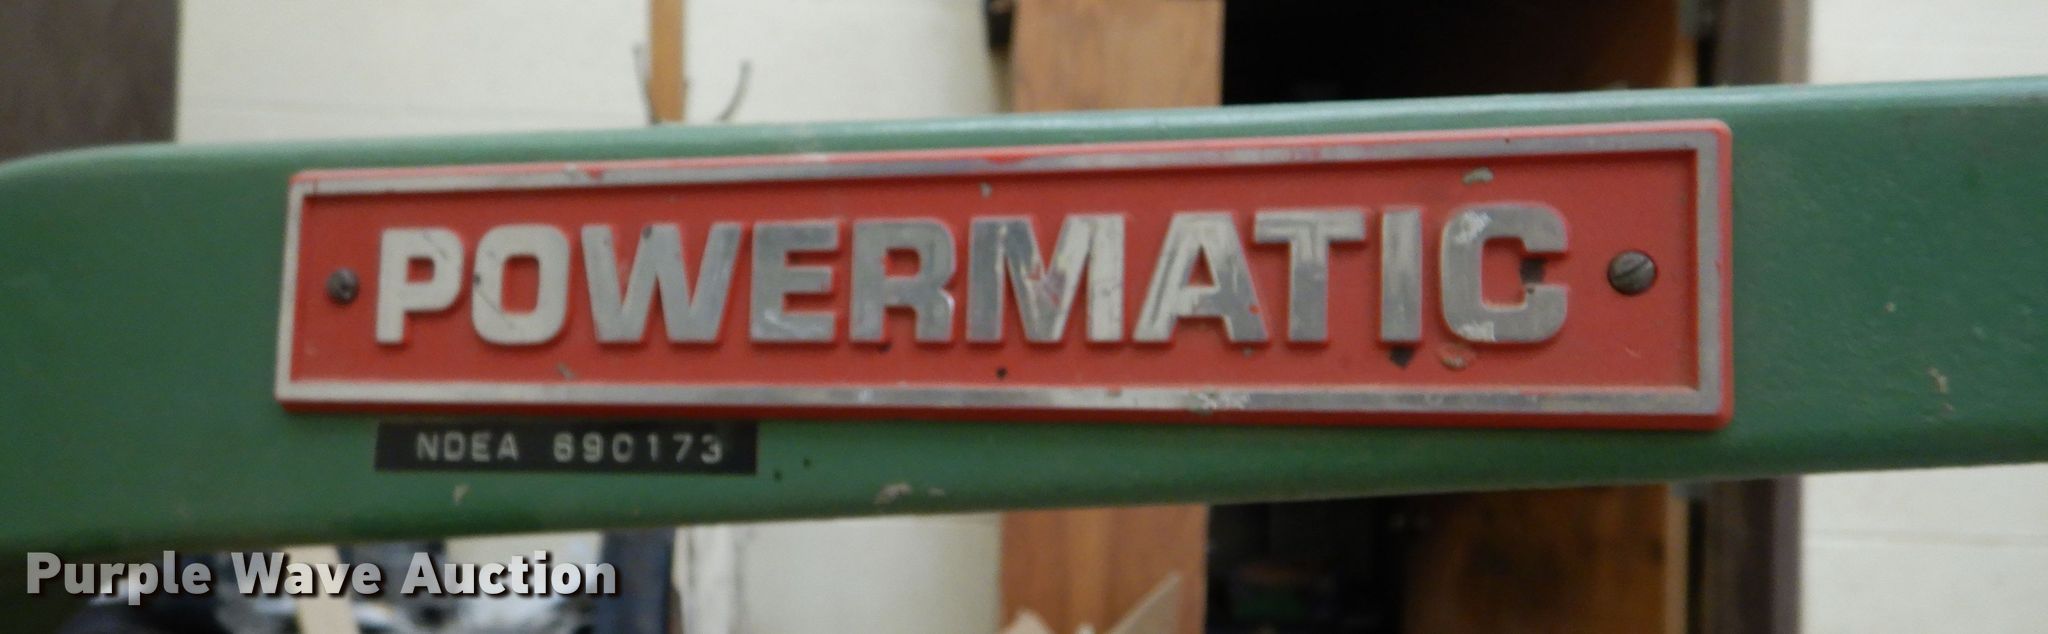 POWERMATIC
NDEA 690173
Purple Wave Auction